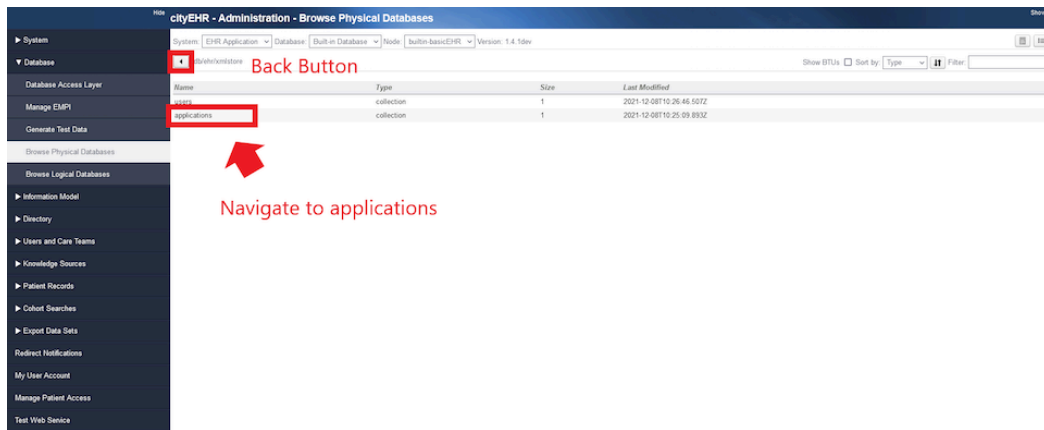 Hide
cityEHR - Administration - Browse Physical Databases
Show
▶ System
System: EHR Application Database: Built-in Database Node: builtin-basicEHR Version: 1.4.1dev
▼ Database
db/ehr/xmlstore
Back Button
Show BTUs Sort by: Type Filter:
Database Access Layer
Name Type Size Last Modified
users collection 1 2021-12-08T10:26:46.507Z
Manage EMPI
applications collection 1 2021-12-08T10:25:09.893Z
Generate Test Data
Browse Physical Databases
Browse Logical Databases
▶ Information Model
Navigate to applications
▶ Directory
▶ Users and Care Teams
▶ Knowledge Sources
▶ Patient Records
▶ Cohort Searches
▶ Export Data Sets
Redirect Notifications
My User Account
Manage Patient Access
Test Web Service